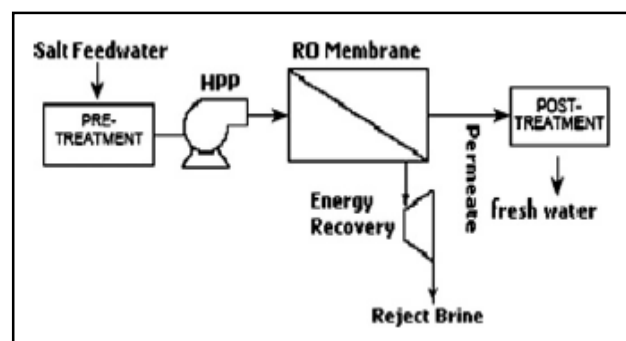 Salt Feedwater
PRE-
TREATMENT
HPP
RO Membrane
Permeate
POST-
TREATMENT
fresh water
Energy
Recovery
Reject Brine